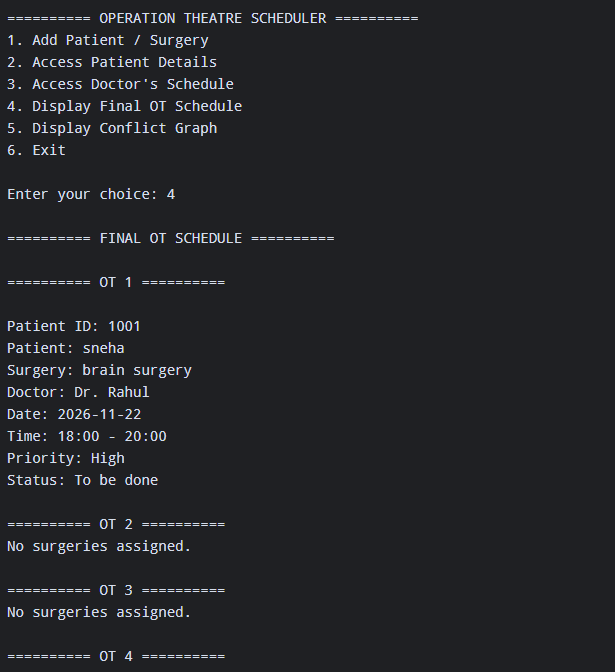 ========== OPERATION THEATRE SCHEDULER ==========
1. Add Patient / Surgery
2. Access Patient Details
3. Access Doctor's Schedule
4. Display Final OT Schedule
5. Display Conflict Graph
6. Exit
Enter your choice: 4
========== FINAL OT SCHEDULE ==========
========== OT 1 ==========
Patient ID: 1001
Patient: sneha
Surgery: brain surgery
Doctor: Dr. Rahul
Date: 2026-11-22
Time: 18:00 - 20:00
Priority: High
Status: To be done
========== OT 2 ==========
No surgeries assigned.
========== OT 3 ==========
No surgeries assigned.
========== OT 4 ==========